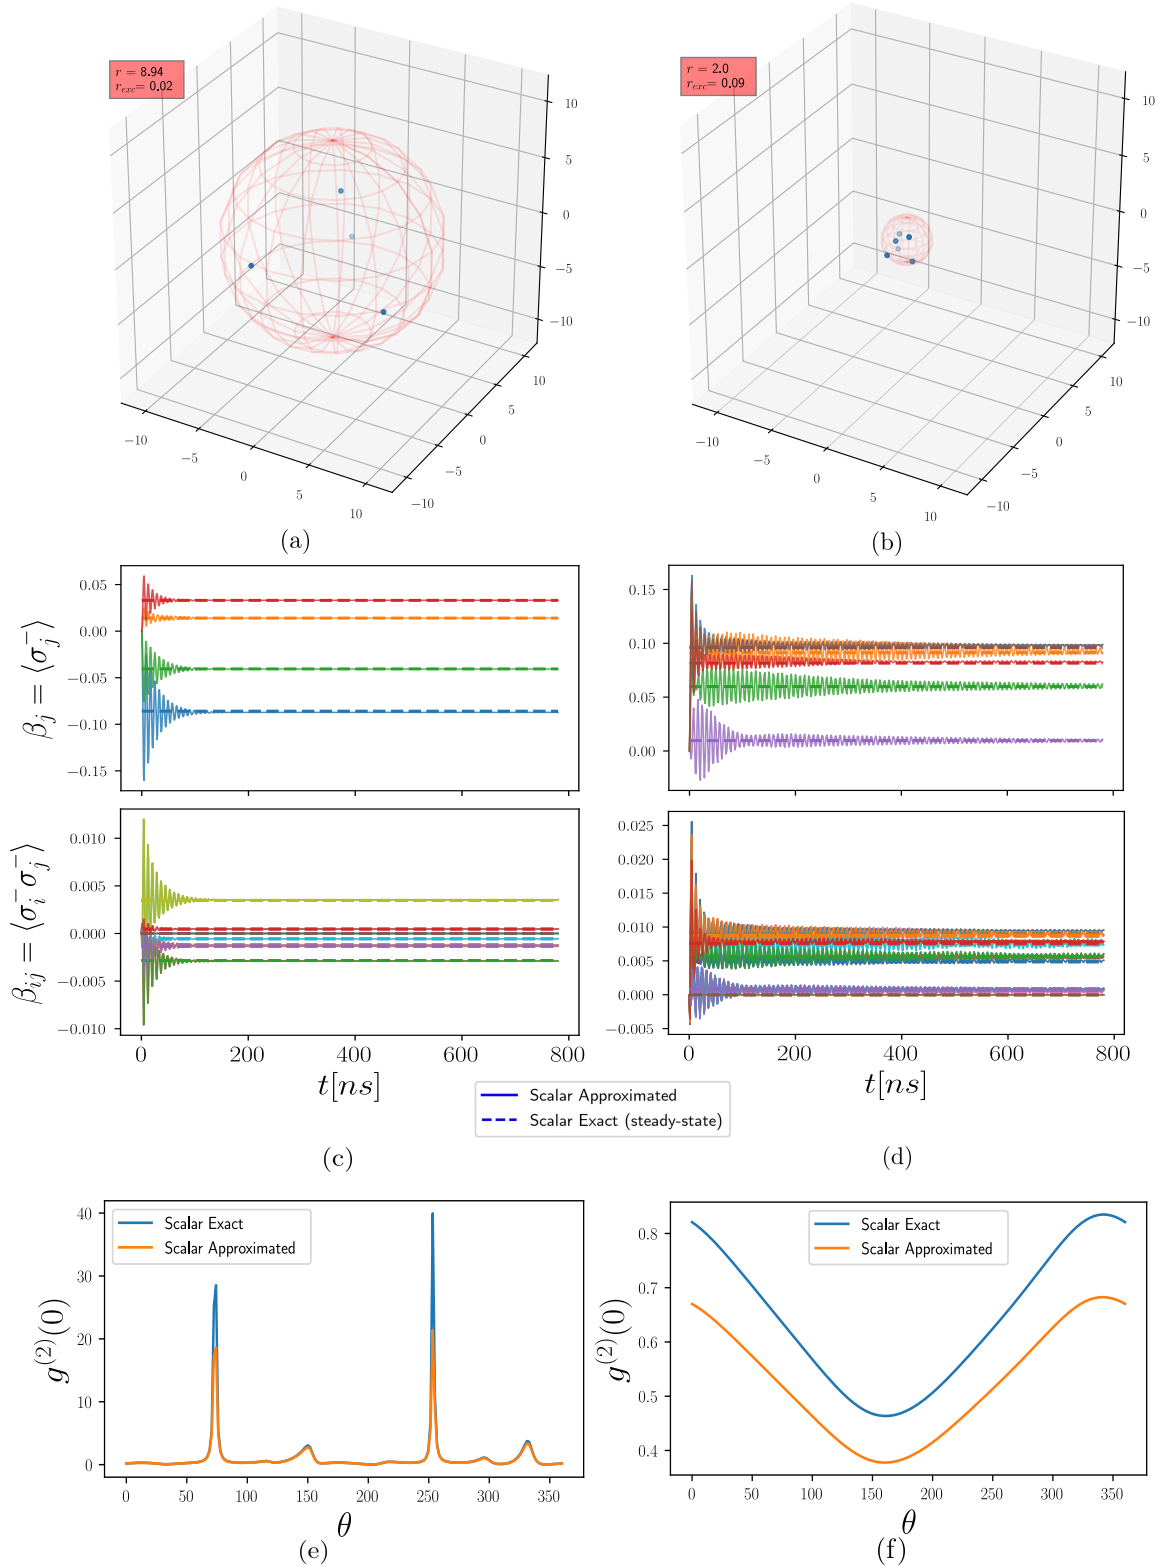 r = 8.94
r_exc = 0.02
10
5
0
−5
−10
−10
−5
0
5
10
−10
−5
0
5
10
(a)
r = 2.0
r_exc = 0.09
10
5
0
−5
−10
−10
−5
0
5
10
−10
−5
0
5
10
(b)
β_j = ⟨σ_j^−⟩
0.05
0.00
−0.05
−0.10
−0.15
0.15
0.10
0.05
0.00
β_ij = ⟨σ_i^− σ_j^−⟩
0.010
0.005
0.000
−0.005
−0.010
0 200 400 600 800
t[ns]
0.025
0.020
0.015
0.010
0.005
0.000
−0.005
0 200 400 600 800
t[ns]
Scalar Approximated
Scalar Exact (steady-state)
(c)
(d)
g^(2)(0)
40
30
20
10
0
Scalar Exact
Scalar Approximated
0 50 100 150 200 250 300 350
θ
(e)
g^(2)(0)
0.8
0.7
0.6
0.5
0.4
Scalar Exact
Scalar Approximated
0 50 100 150 200 250 300 350
θ
(f)